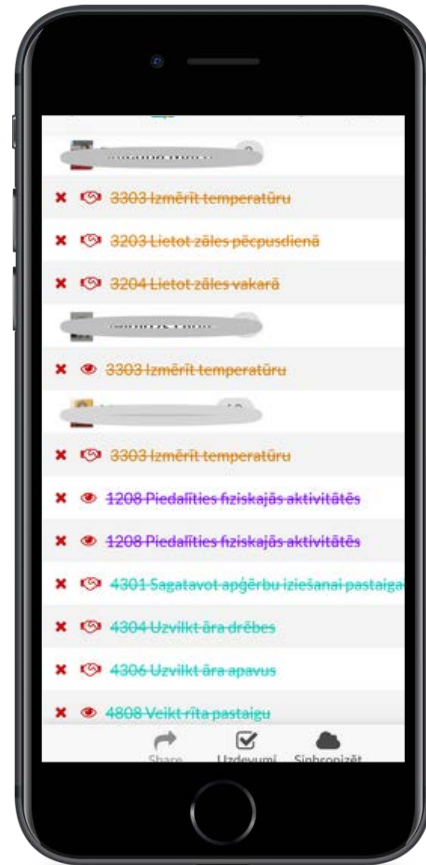 3303 Izmērīt temperatūru
3203 Lietot zāles pēcpusdienā
3204 Lietot zāles vakarā
3303 Izmērīt temperatūru
3303 Izmērīt temperatūru
1208 Piedalīties fiziskajās aktivitātēs
1208 Piedalīties fiziskajās aktivitātēs
4301 Sagatavot apģērbu iziešanai pastaiga
4304 Uzvilkt āra drēbes
4306 Uzvilkt āra apavus
4808 Veikt rīta pastaigu
Share Uzdevumi Sinhronizēt